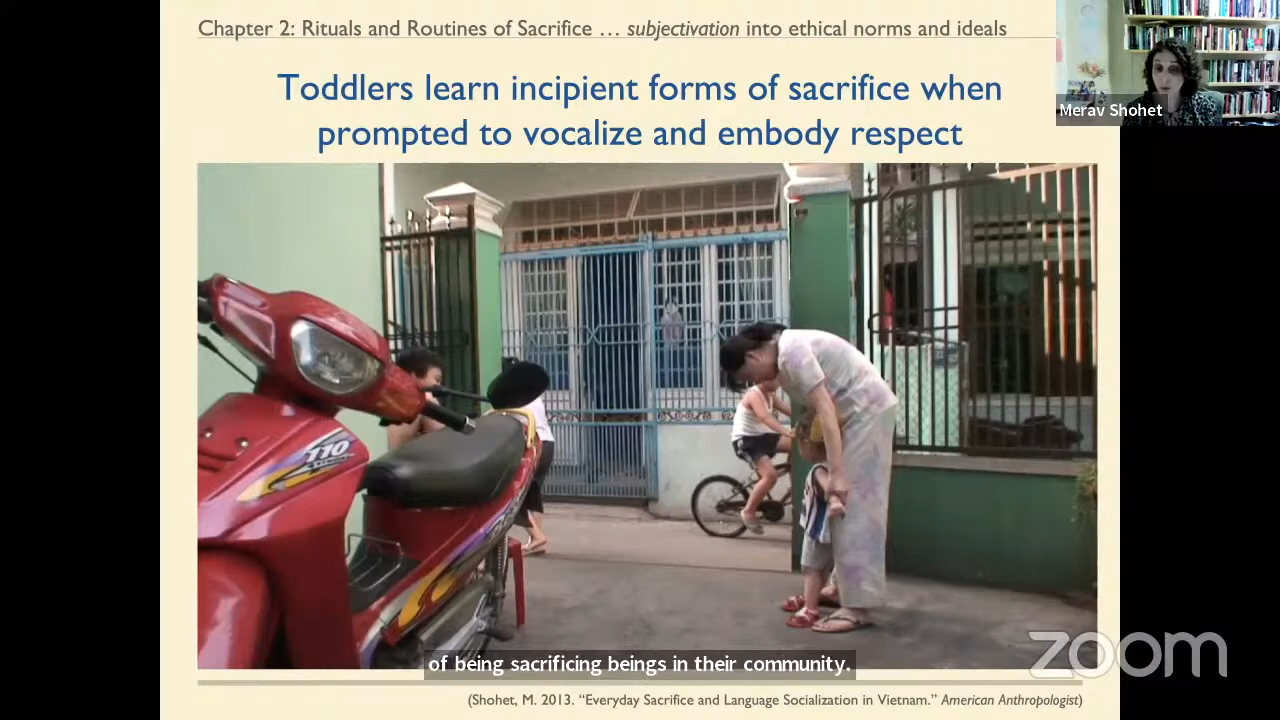 Chapter 2: Rituals and Routines of Sacrifice … subjectivation into ethical norms and ideals
Toddlers learn incipient forms of sacrifice when
prompted to vocalize and embody respect
Merav Shohet
110
of being sacrificing beings in their community.
zoom
(Shohet, M. 2013. “Everyday Sacrifice and Language Socialization in Vietnam.” American Anthropologist)